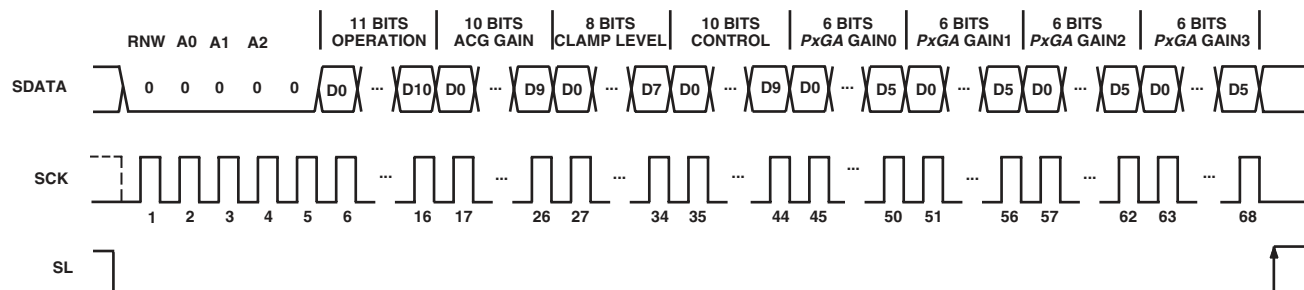 11 BITS OPERATION
10 BITS ACG GAIN
8 BITS CLAMP LEVEL
10 BITS CONTROL
6 BITS PxGA GAIN0
6 BITS PxGA GAIN1
6 BITS PxGA GAIN2
6 BITS PxGA GAIN3
RNW A0 A1 A2
SDATA 0 0 0 0 0 D0 ... D10 D0 ... D9 D0 ... D7 D0 ... D9 D0 ... D5 D0 ... D5 D0 ... D5 D0 ... D5
SCK ... ... ... ... ... ... ... ...
1 2 3 4 5 6 16 17 26 27 34 35 44 45 50 51 56 57 62 63 68
SL